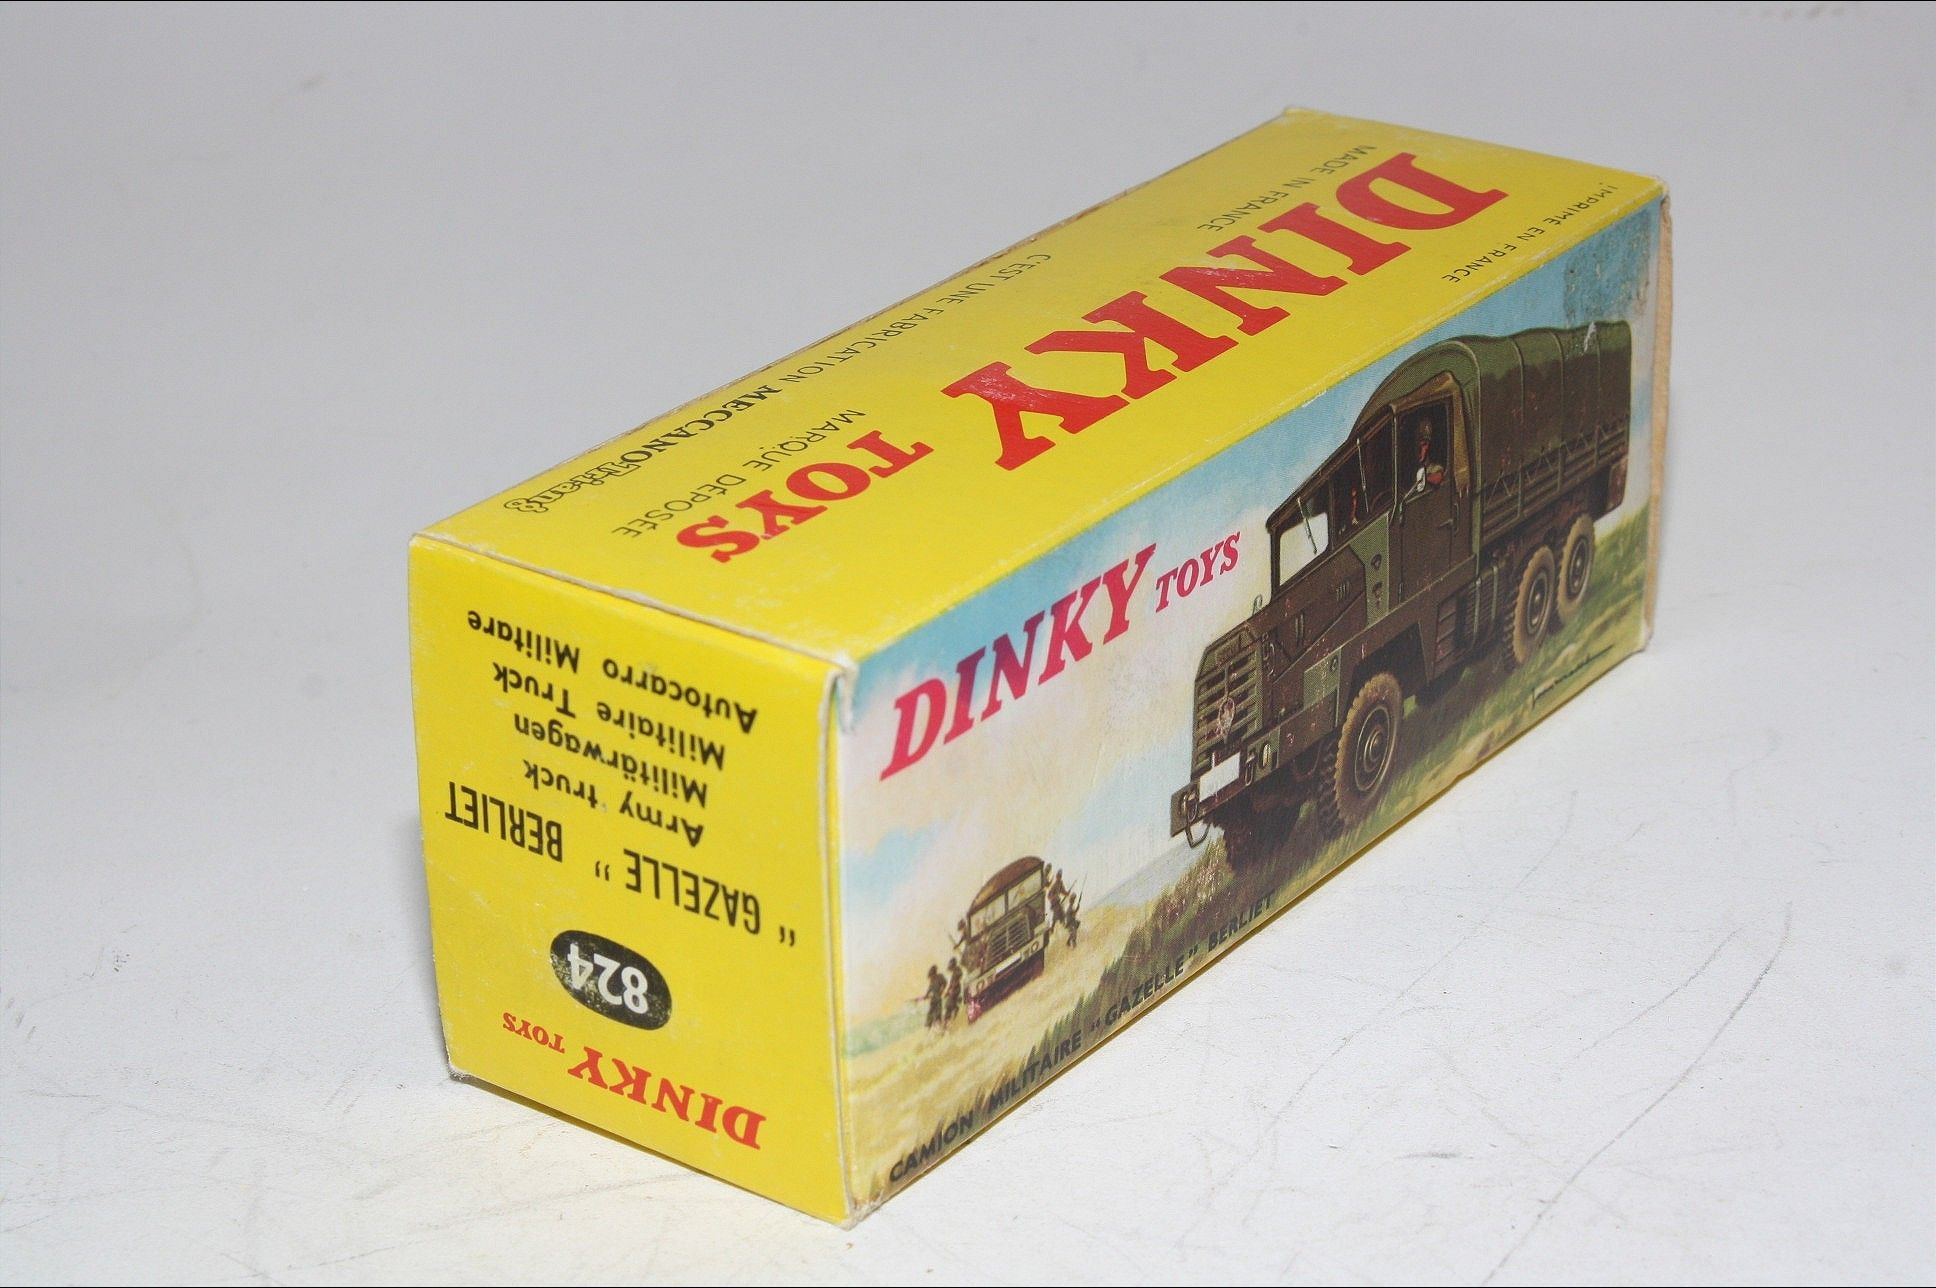 IMPRIMÉ EN FRANCE
DINKY TOYS
MADE IN FRANCE
MARQUE DÉPOSÉE
C'EST UNE FABRICATION MECCANO Triang
DINKY TOYS
CAMION MILITAIRE "GAZELLE" BERLIET
DINKY TOYS
824
"GAZELLE" BERLIET
Army truck
Militärwagen
Militaire Truck
Autocarro Militare